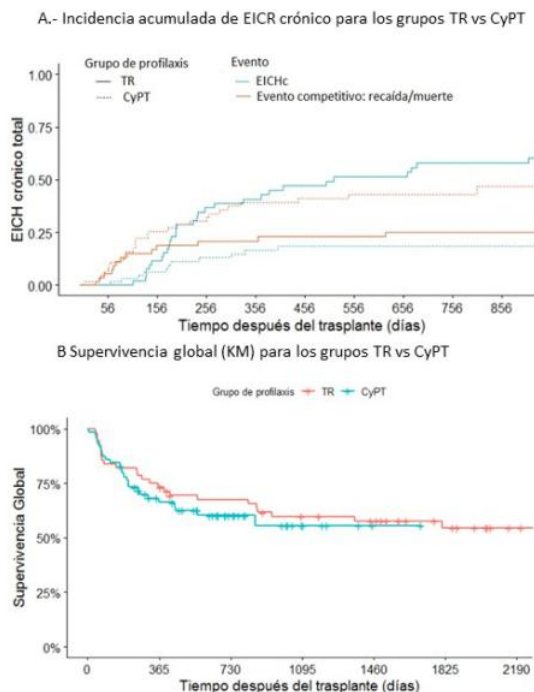 A.- Incidencia acumulada de EICR crónico para los grupos TR vs CyPT
Grupo de profilaxis
TR
CyPT
Evento
EICHc
Evento competitivo: recaída/muerte
EICH crónico total
1.00
0.75
0.50
0.25
0.00
56 156 256 356 456 556 656 756 856
Tiempo después del trasplante (días)
B Supervivencia global (KM) para los grupos TR vs CyPT
Grupo de profilaxis TR CyPT
Supervivencia Global
100%
75%
50%
25%
0%
0 365 730 1095 1460 1825 2190
Tiempo después del trasplante (días)